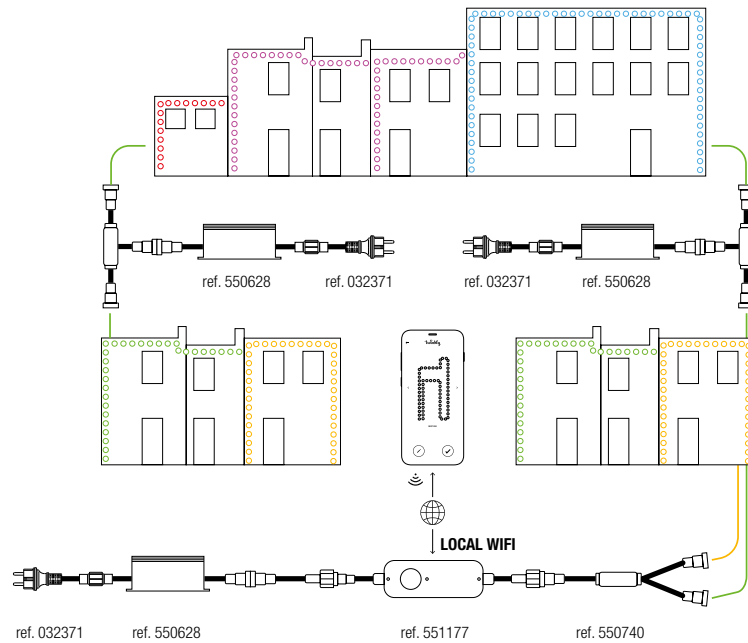 ref. 550628
ref. 032371
ref. 032371
ref. 550628
LOCAL WIFI
ref. 032371
ref. 550628
ref. 551177
ref. 550740